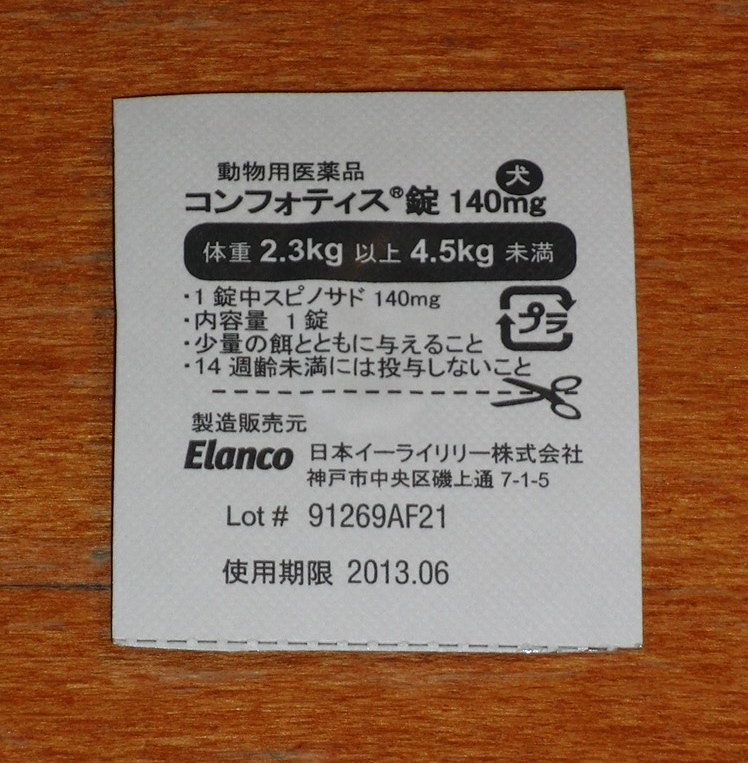 動物用医薬品
犬
コンフォティス®錠 140mg
体重 2.3kg 以上 4.5kg 未満
・1 錠中スピノサド 140mg
・内容量 1 錠
・少量の餌とともに与えること
・14 週齢未満には投与しないこと
プラ
製造販売元
Elanco 日本イーライリリー株式会社
神戸市中央区磯上通 7-1-5
Lot # 91269AF21
使用期限 2013.06